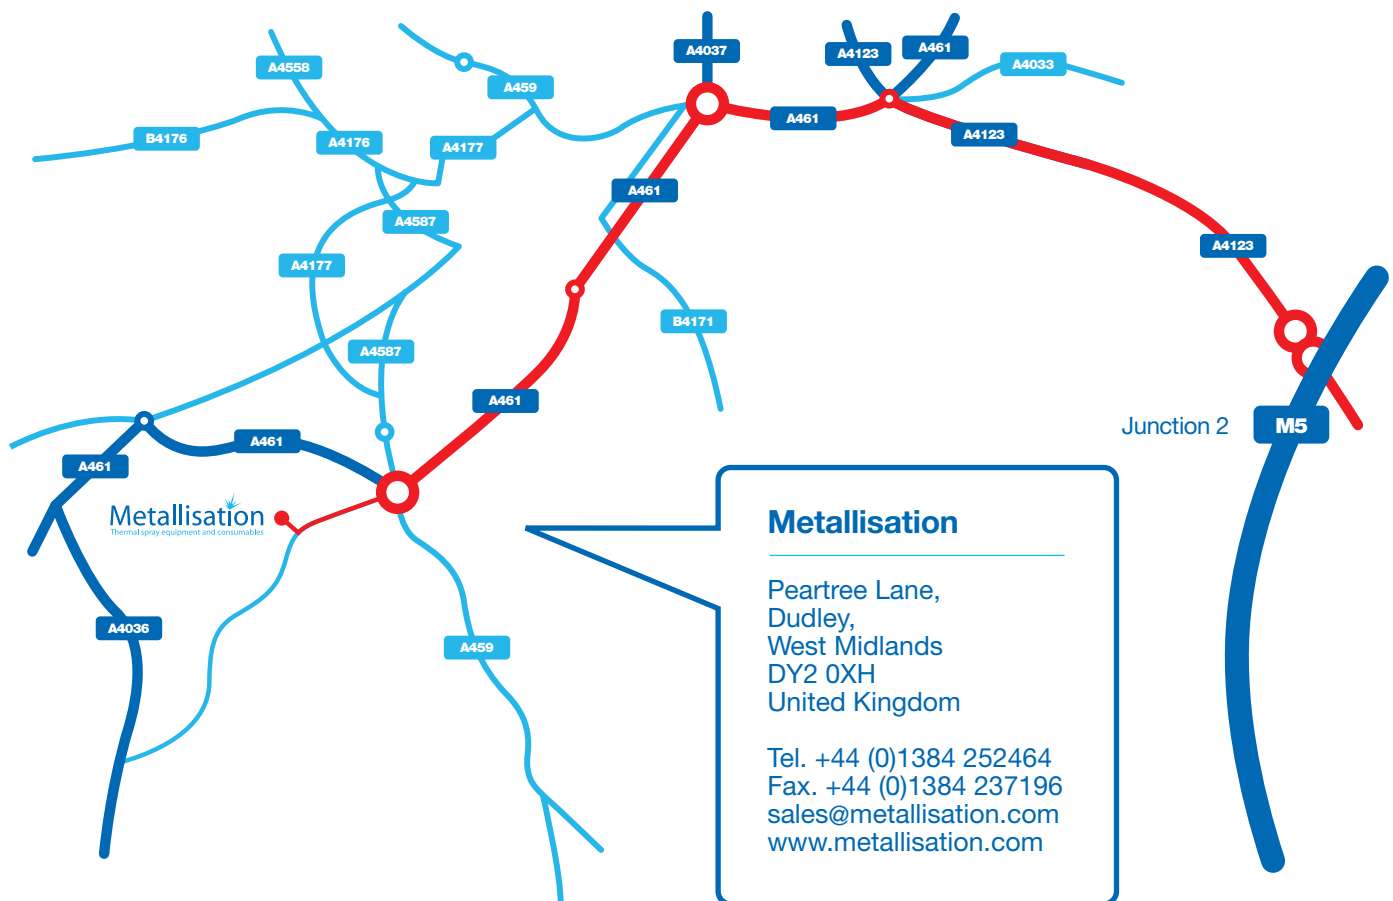 A4037
A4123
A461
A4033
A4558
A459
A461
A4123
B4176
A4176
A4177
A461
A4587
A4123
A4177
B4171
A4587
A461
Junction 2
M5
A461
A461
Metallisation
Thermal spray equipment and consumables
A4036
A459
Metallisation
Peartree Lane,
Dudley,
West Midlands
DY2 0XH
United Kingdom
Tel. +44 (0)1384 252464
Fax. +44 (0)1384 237196
sales@metallisation.com
www.metallisation.com